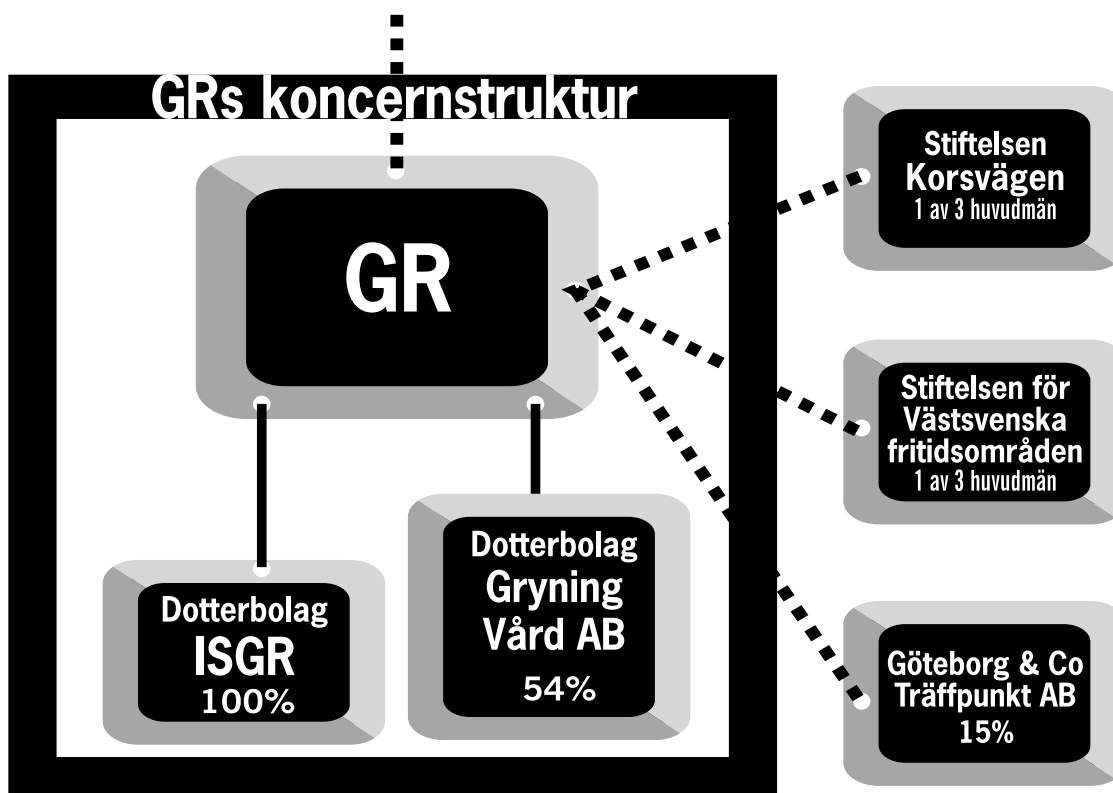 GRs koncernstruktur
GR
Dotterbolag
ISGR
100%
Dotterbolag
Gryning
Vård AB
54%
Stiftelsen
Korsvägen
1 av 3 huvudmän
Stiftelsen för
Västsvenska
fritidsområden
1 av 3 huvudmän
Göteborg & Co
Träffpunkt AB
15%